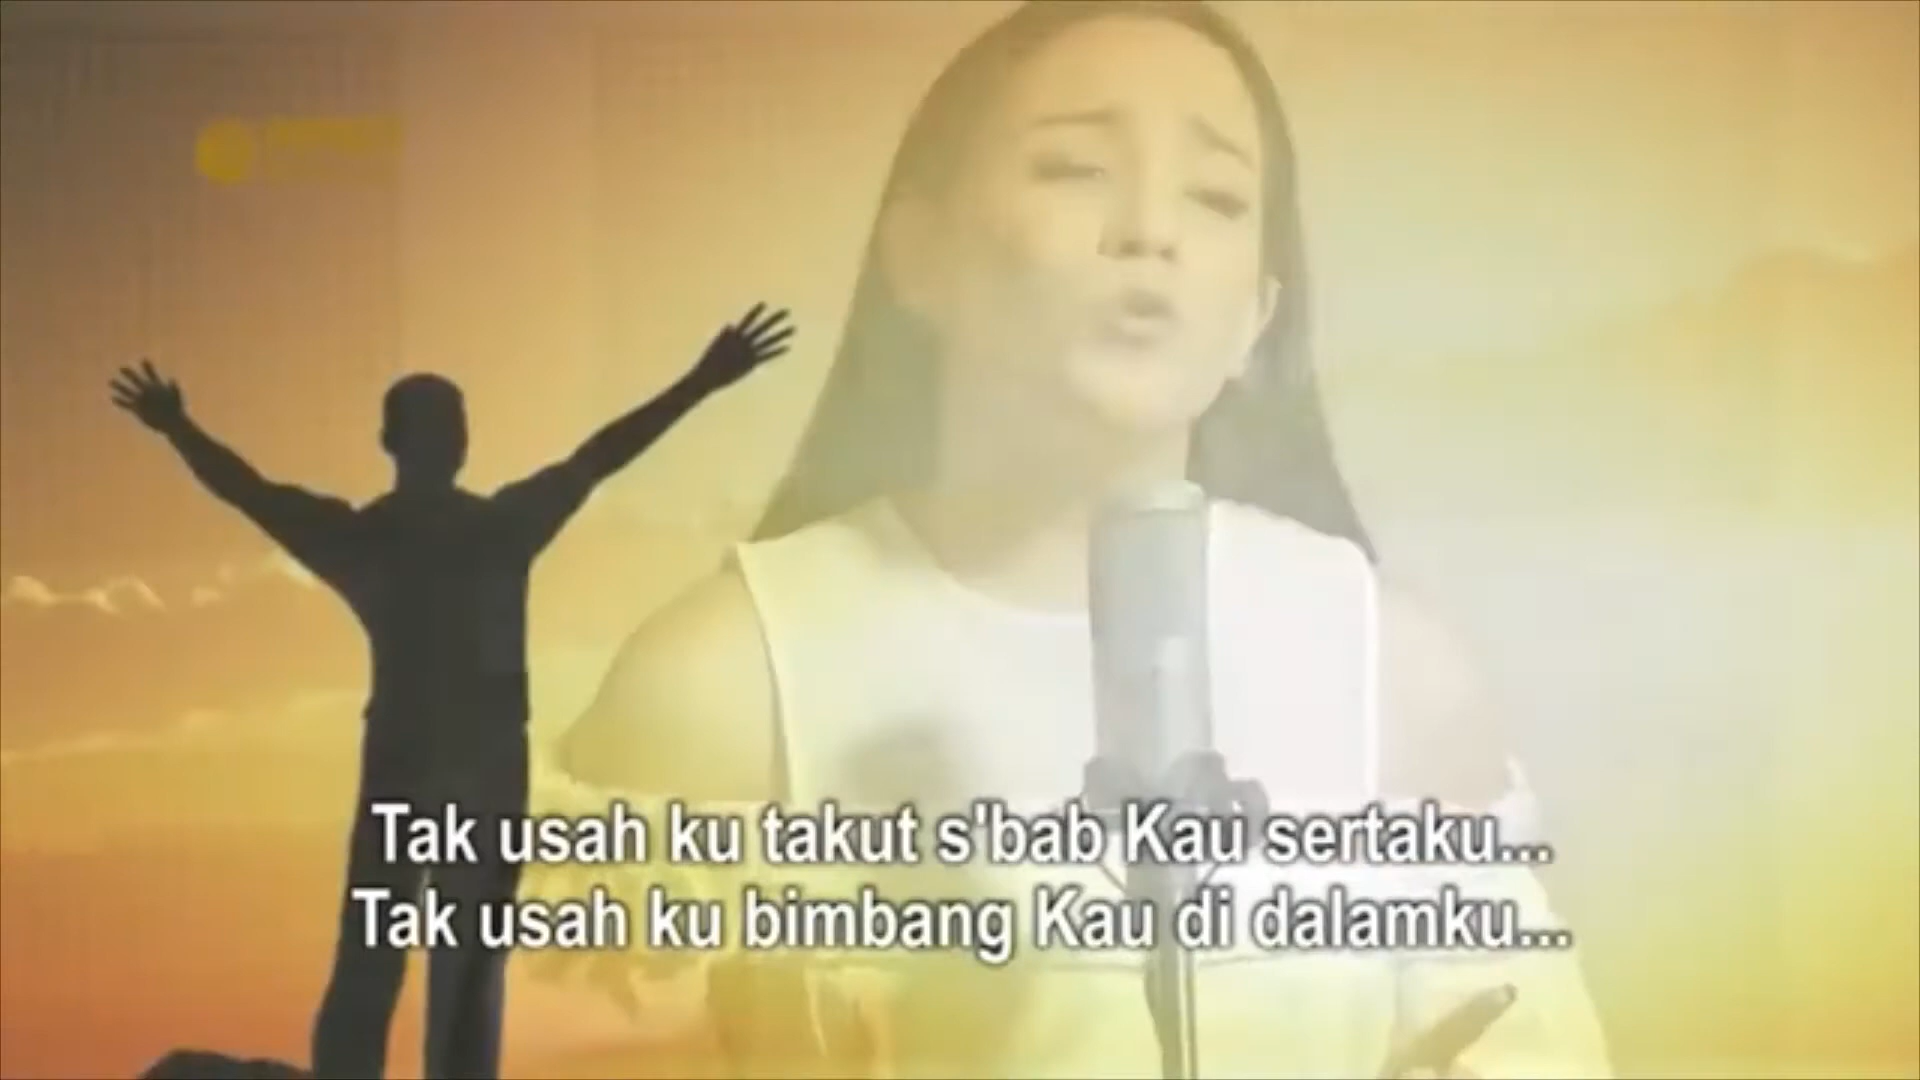 Tak usah ku takut s'bab Kau sertaku...
Tak usah ku bimbang Kau di dalamku...